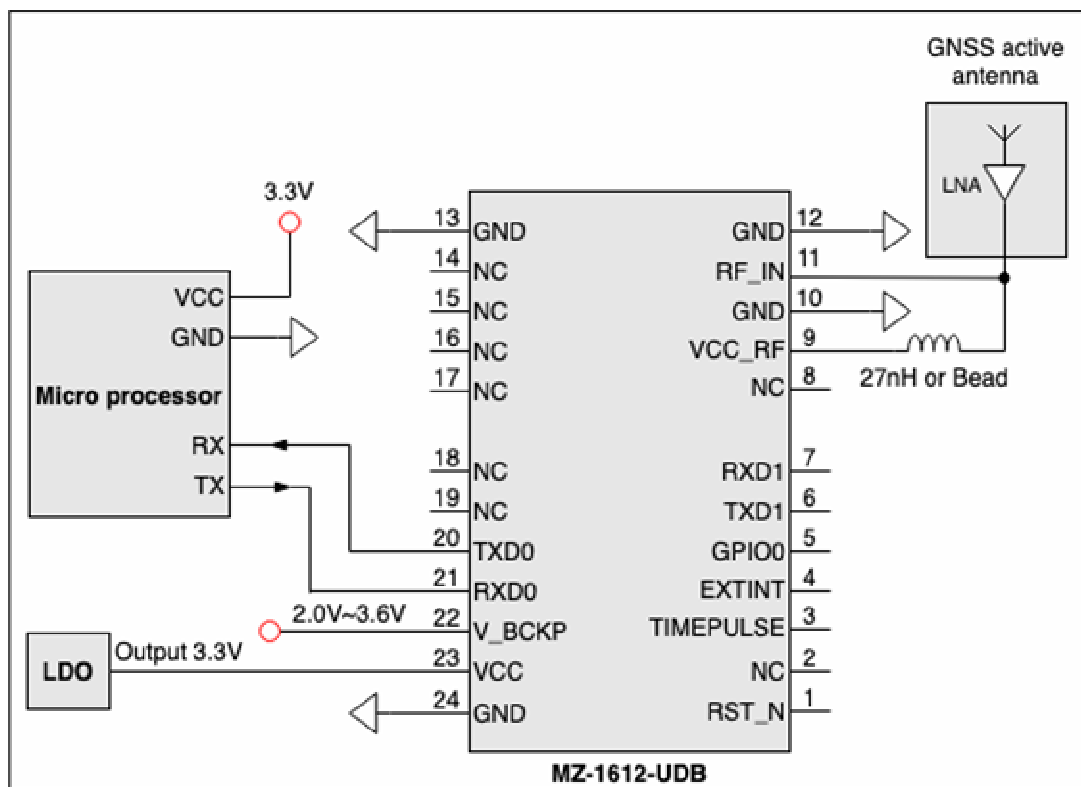 GNSS active
antenna
LNA
3.3V
VCC
GND
Micro processor
RX
TX
LDO
Output 3.3V
2.0V~3.6V
13 GND
14 NC
15 NC
16 NC
17 NC
18 NC
19 NC
20 TXD0
21 RXD0
22 V_BCKP
23 VCC
24 GND
GND 12
RF_IN 11
GND 10
VCC_RF 9
NC 8
RXD1 7
TXD1 6
GPIO0 5
EXTINT 4
TIMEPULSE 3
NC 2
RST_N 1
27nH or Bead
MZ-1612-UDB